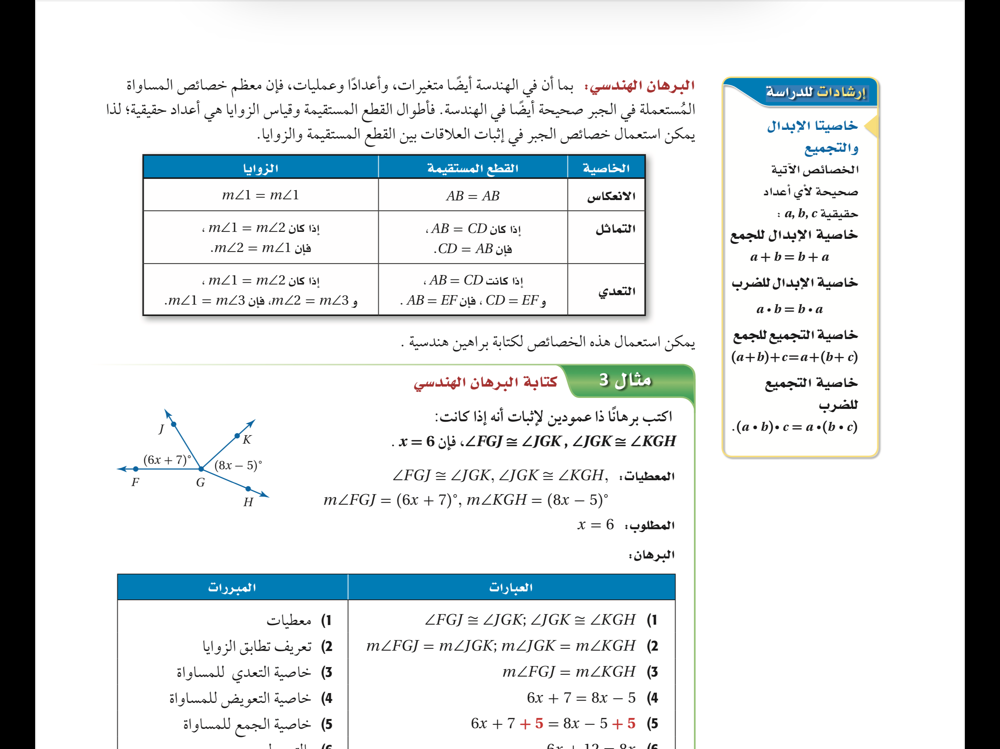 البرهان الهندسي: بما أن في الهندسة أيضًا متغيرات، وأعدادًا وعمليات، فإن معظم خصائص المساواة
المُستعملة في الجبر صحيحة أيضًا في الهندسة. فأطوال القطع المستقيمة وقياس الزوايا هي أعداد حقيقية؛ لذا
يمكن استعمال خصائص الجبر في إثبات العلاقات بين القطع المستقيمة والزوايا.
الخاصية القطع المستقيمة الزوايا
الانعكاس AB = AB m∠1 = m∠1
التماثل
إذا كان AB = CD ،
فإن CD = AB.
إذا كان m∠1 = m∠2 ،
فإن m∠2 = m∠1.
التعدي
إذا كانت AB = CD ،
و CD = EF ، فإن AB = EF .
إذا كان m∠1 = m∠2 ،
و m∠2 = m∠3، فإن m∠1 = m∠3.
يمكن استعمال هذه الخصائص لكتابة براهين هندسية .
إرشادات للدراسة
خاصيتا الإبدال
والتجميع
الخصائص الآتية
صحيحة لأي أعداد
حقيقية a, b, c :
خاصية الإبدال للجمع
a + b = b + a
خاصية الإبدال للضرب
a • b = b • a
خاصية التجميع للجمع
(a+b)+c=a+(b+ c)
خاصية التجميع
للضرب
(a • b)• c = a •(b • c).
مثال 3 كتابة البرهان الهندسي
اكتب برهانًا ذا عمودين لإثبات أنه إذا كانت:
∠FGJ ≅ ∠JGK , ∠JGK ≅ ∠KGH، فإن x = 6 .
J
K
(6x + 7)°
(8x – 5)°
F
G
H
المعطيات: ∠FGJ ≅ ∠JGK, ∠JGK ≅ ∠KGH,
m∠FGJ = (6x + 7)°, m∠KGH = (8x – 5)°
المطلوب: x = 6
البرهان:
العبارات المبررات
1) ∠FGJ ≅ ∠JGK; ∠JGK ≅ ∠KGH 1) معطيات
2) m∠FGJ = m∠JGK; m∠JGK = m∠KGH 2) تعريف تطابق الزوايا
3) m∠FGJ = m∠KGH 3) خاصية التعدي للمساواة
4) 6x + 7 = 8x – 5 4) خاصية التعويض للمساواة
5) 6x + 7 + 5 = 8x – 5 + 5 5) خاصية الجمع للمساواة
6) 6x + 12 = 8x 6)